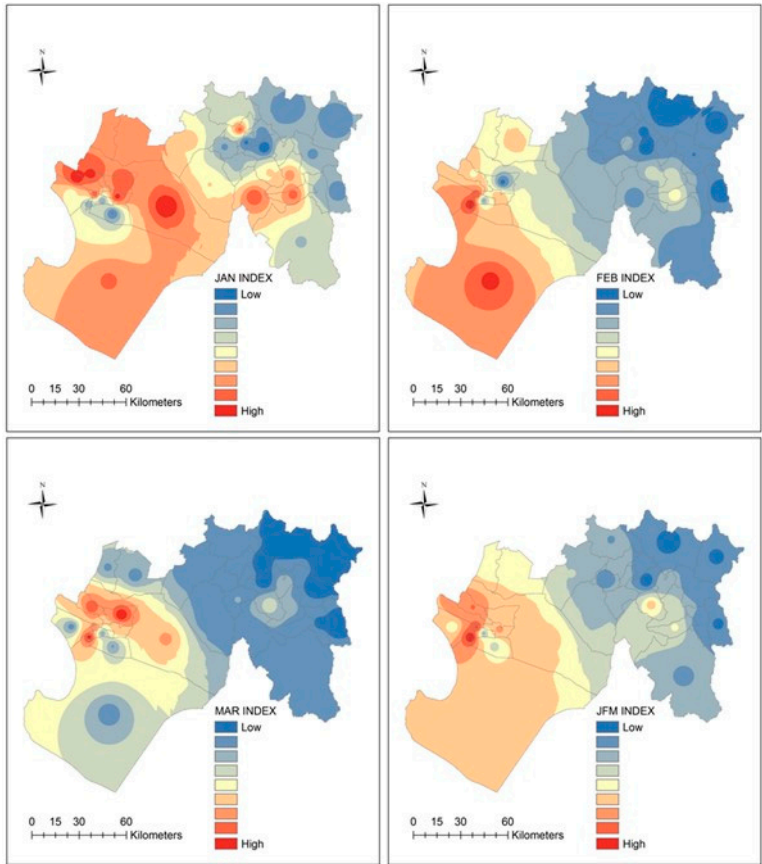 N
JAN INDEX
Low
High
0 15 30 60
Kilometers
N
FEB INDEX
Low
High
0 15 30 60
Kilometers
N
MAR INDEX
Low
High
0 15 30 60
Kilometers
N
JFM INDEX
Low
High
0 15 30 60
Kilometers